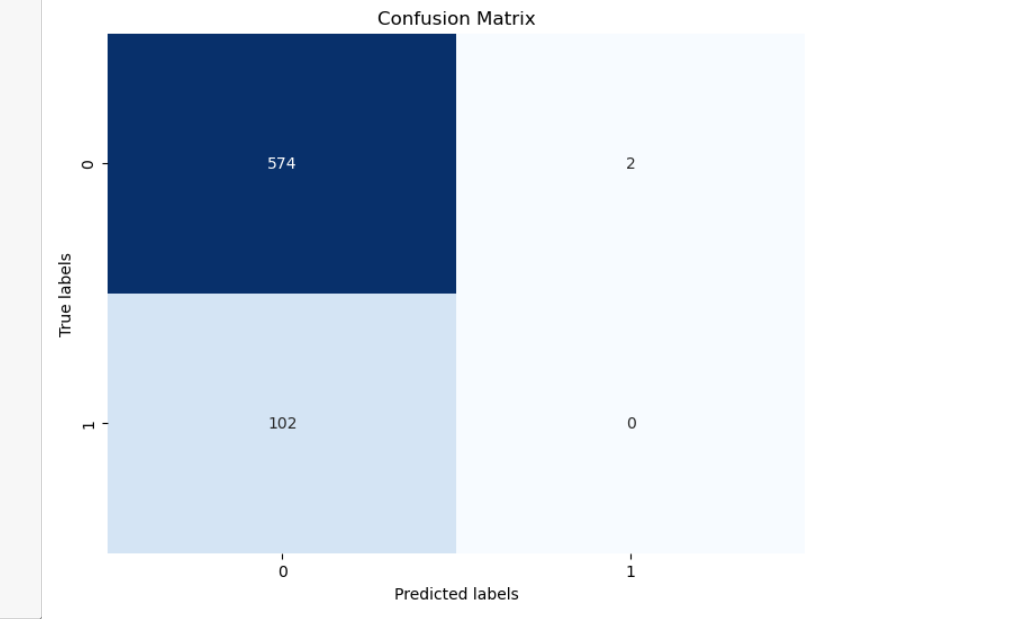 Confusion Matrix
True labels
0
574
2
1
102
0
0
1
Predicted labels